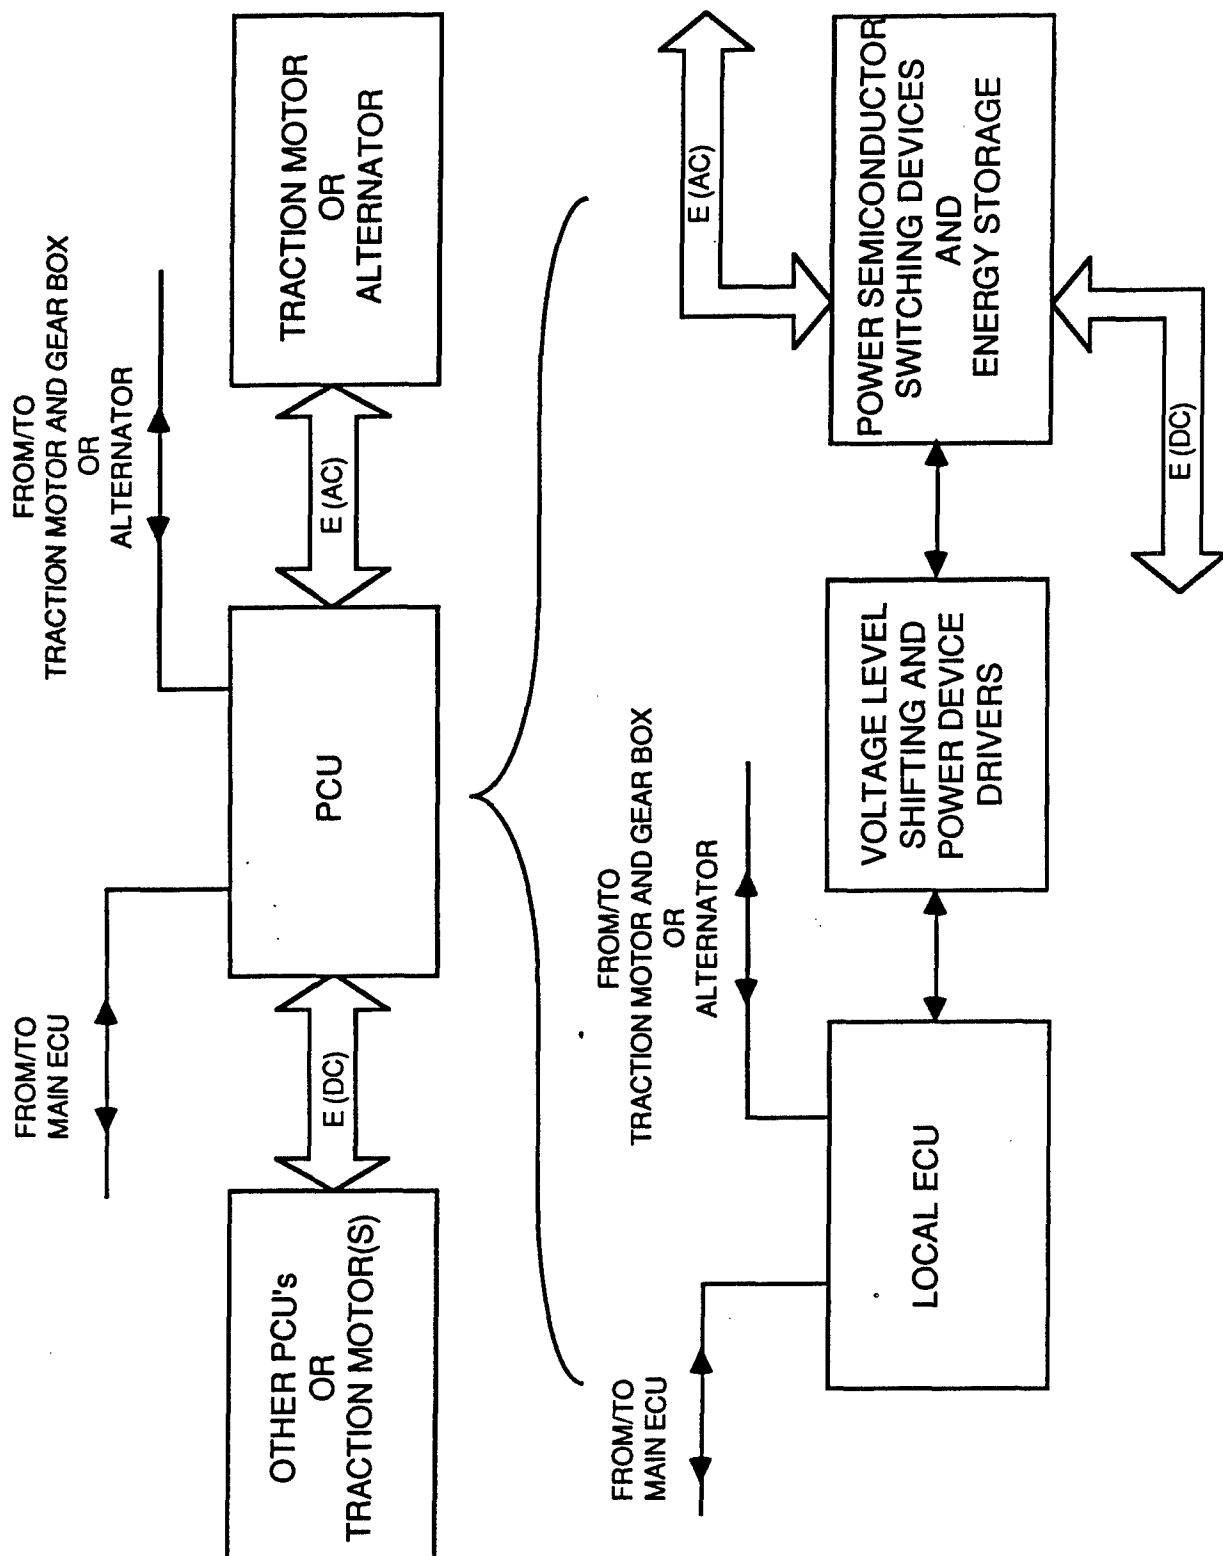 FROM/TO
MAIN ECU
FROM/TO
TRACTION MOTOR AND GEAR BOX
OR
ALTERNATOR
OTHER PCU's
OR
TRACTION MOTOR(S)
E (DC)
PCU
E (AC)
TRACTION MOTOR
OR
ALTERNATOR
FROM/TO
MAIN ECU
FROM/TO
TRACTION MOTOR AND GEAR BOX
OR
ALTERNATOR
E (AC)
LOCAL ECU
VOLTAGE LEVEL
SHIFTING AND
POWER DEVICE
DRIVERS
POWER SEMICONDUCTOR
SWITCHING DEVICES
AND
ENERGY STORAGE
E (DC)